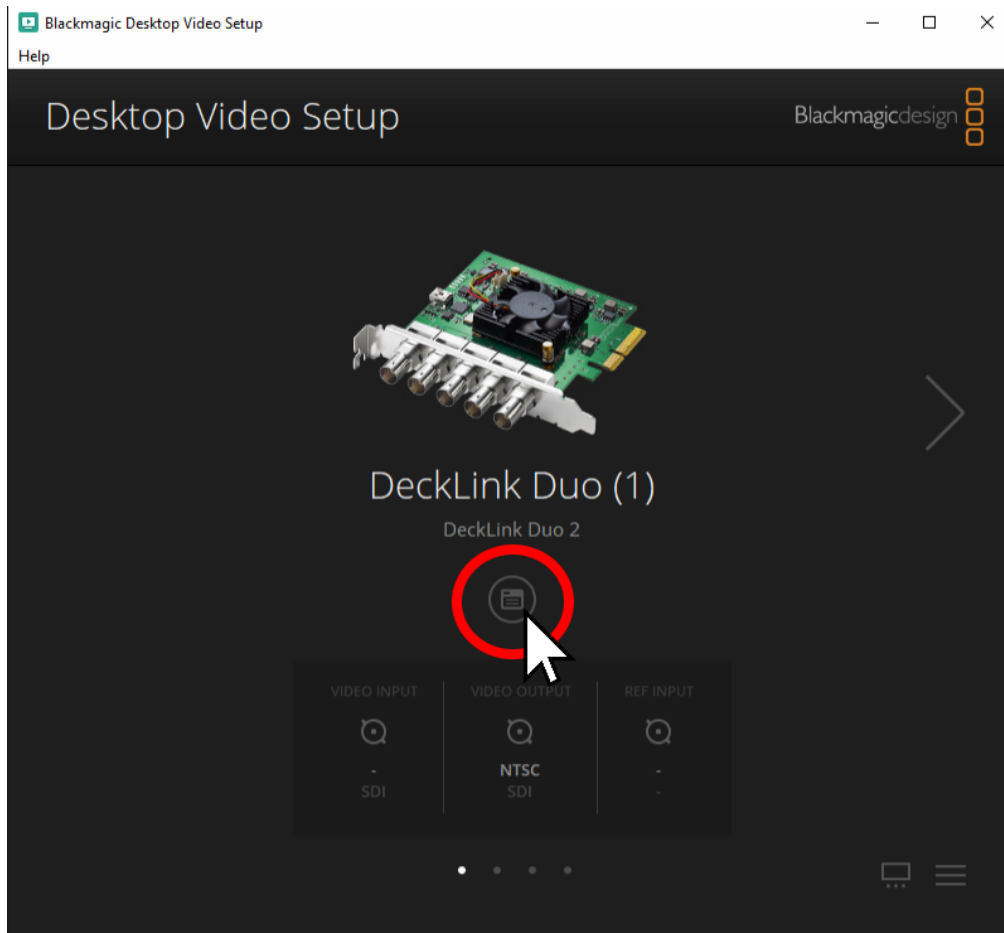 Blackmagic Desktop Video Setup
Help
Desktop Video Setup
Blackmagicdesign
DeckLink Duo (1)
DeckLink Duo 2
VIDEO INPUT
VIDEO OUTPUT
REF INPUT
-
NTSC
-
SDI
SDI
-